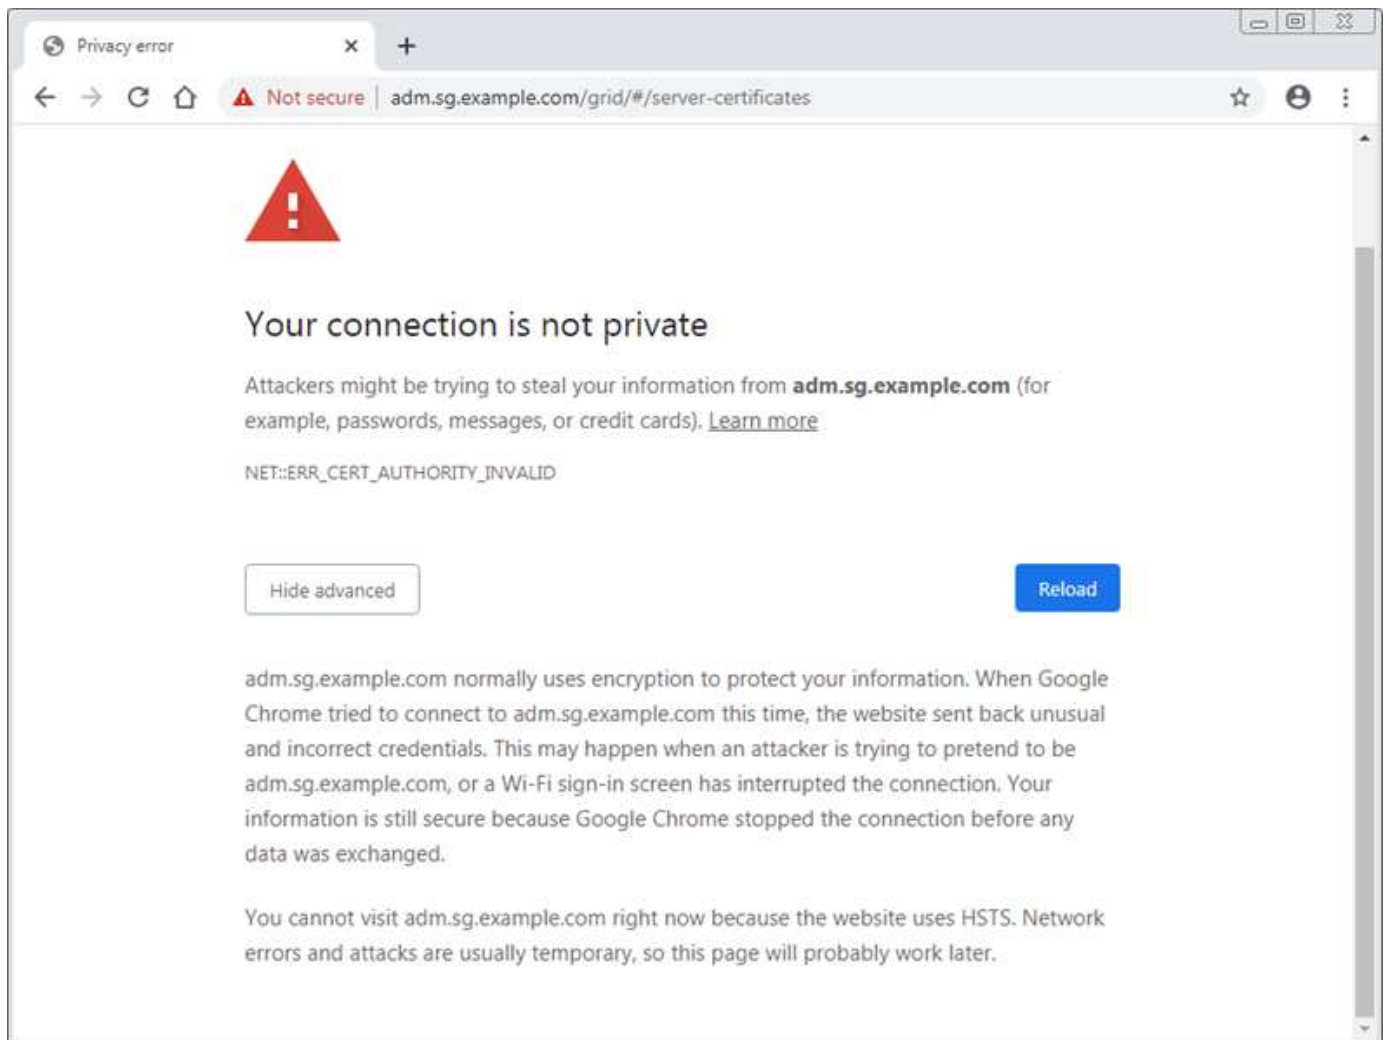 Privacy error
Not secure adm.sg.example.com/grid/#/server-certificates
Your connection is not private
Attackers might be trying to steal your information from adm.sg.example.com (for
example, passwords, messages, or credit cards). Learn more
NET::ERR_CERT_AUTHORITY_INVALID
Hide advanced
Reload
adm.sg.example.com normally uses encryption to protect your information. When Google
Chrome tried to connect to adm.sg.example.com this time, the website sent back unusual
and incorrect credentials. This may happen when an attacker is trying to pretend to be
adm.sg.example.com, or a Wi-Fi sign-in screen has interrupted the connection. Your
information is still secure because Google Chrome stopped the connection before any
data was exchanged.
You cannot visit adm.sg.example.com right now because the website uses HSTS. Network
errors and attacks are usually temporary, so this page will probably work later.